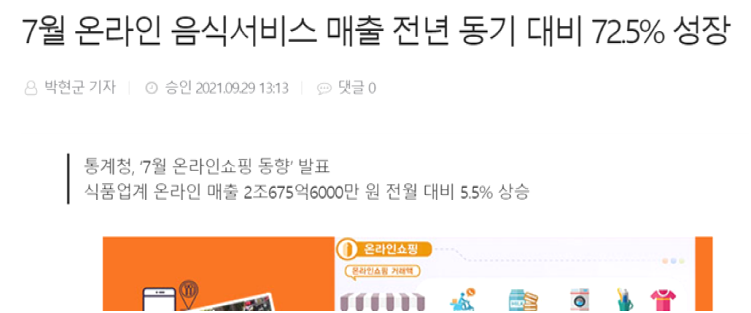 7월 온라인 음식서비스 매출 전년 동기 대비 72.5% 성장
박현군 기자 승인 2021.09.29 13:13 댓글 0
통계청, '7월 온라인쇼핑 동향' 발표
식품업계 온라인 매출 2조675억6000만 원 전월 대비 5.5% 상승
온라인쇼핑
온라인쇼핑 거래액